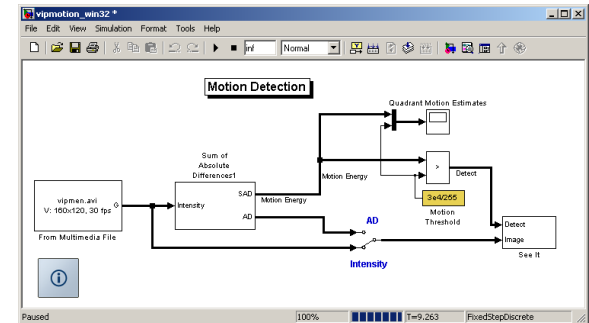 vipmotion_win32 *
File Edit View Simulation Format Tools Help
inf Normal
Motion Detection
Quadrant Motion Estimates
Sum of
Absolute
Differences1
Motion Energy
>
Detect
vipmen.avi
V: 160x120, 30 fps
G
Intensity
SAD
AD
Motion Energy
3e4/255
Motion
Threshold
From Multimedia File
AD
Detect
Image
See It
Intensity
Paused 100% T=9.263 FixedStepDiscrete